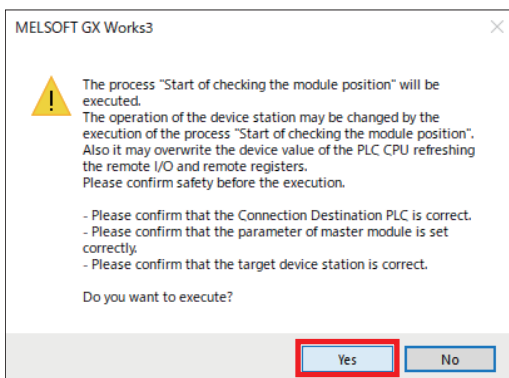 MELSOFT GX Works3
The process "Start of checking the module position" will be
executed.
The operation of the device station may be changed by the
execution of the process "Start of checking the module position".
Also it may overwrite the device value of the PLC CPU refreshing
the remote I/O and remote registers.
Please confirm safety before the execution.
- Please confirm that the Connection Destination PLC is correct.
- Please confirm that the parameter of master module is set
correctly.
- Please confirm that the target device station is correct.
Do you want to execute?
Yes No